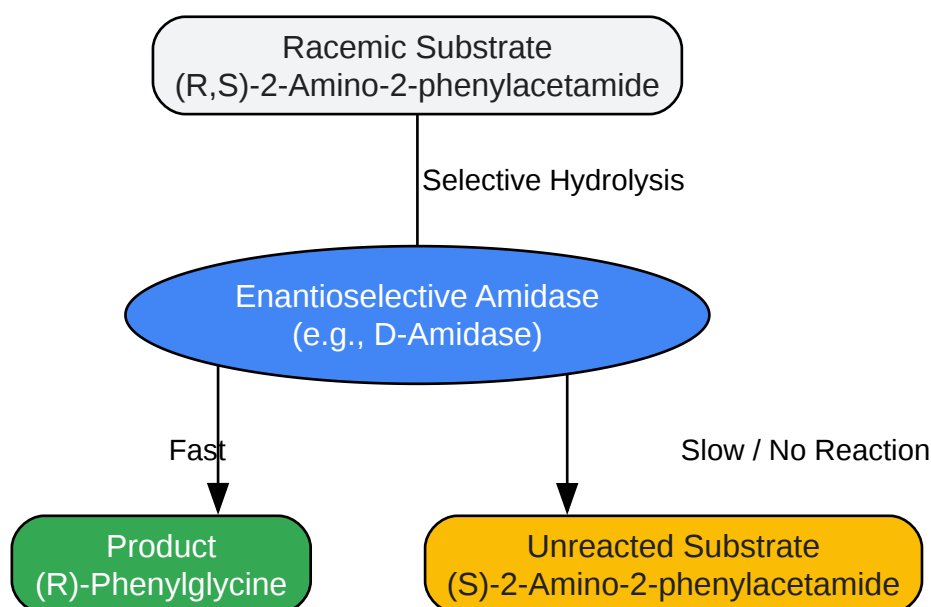 Racemic Substrate
(R,S)-2-Amino-2-phenylacetamide
Selective Hydrolysis
Enantioselective Amidase
(e.g., D-Amidase)
Fast
Slow / No Reaction
Product
(R)-Phenylglycine
Unreacted Substrate
(S)-2-Amino-2-phenylacetamide